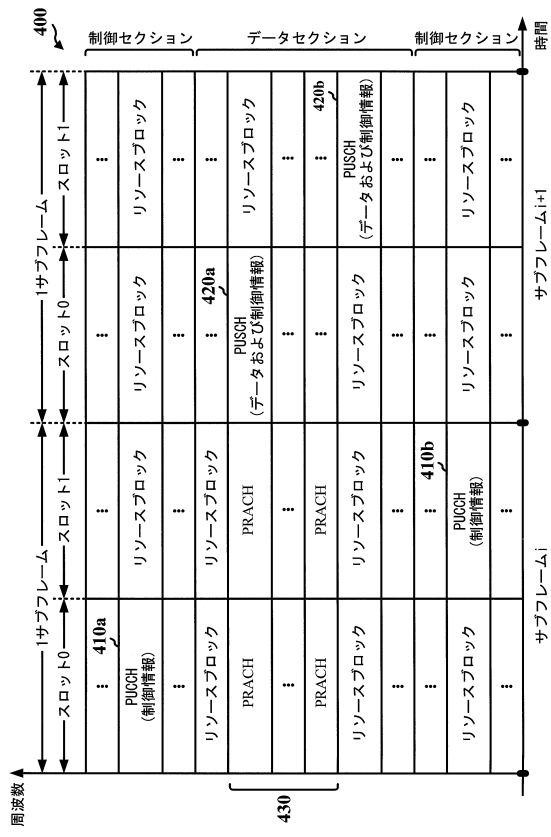 周波数
400
1サブフレーム
1サブフレーム
スロット0
スロット1
スロット0
スロット1
410a
制御セクション
PUCCH
(制御情報)
リソースブロック
リソースブロック
リソースブロック
420a
リソースブロック
リソースブロック
データセクション
430
PRACH
PRACH
PUSCH
(データおよび制御情報)
リソースブロック
PRACH
PRACH
420b
リソースブロック
リソースブロック
リソースブロック
PUSCH
(データおよび制御情報)
410b
制御セクション
リソースブロック
PUCCH
(制御情報)
リソースブロック
リソースブロック
サブフレームi
サブフレームi+1
時間